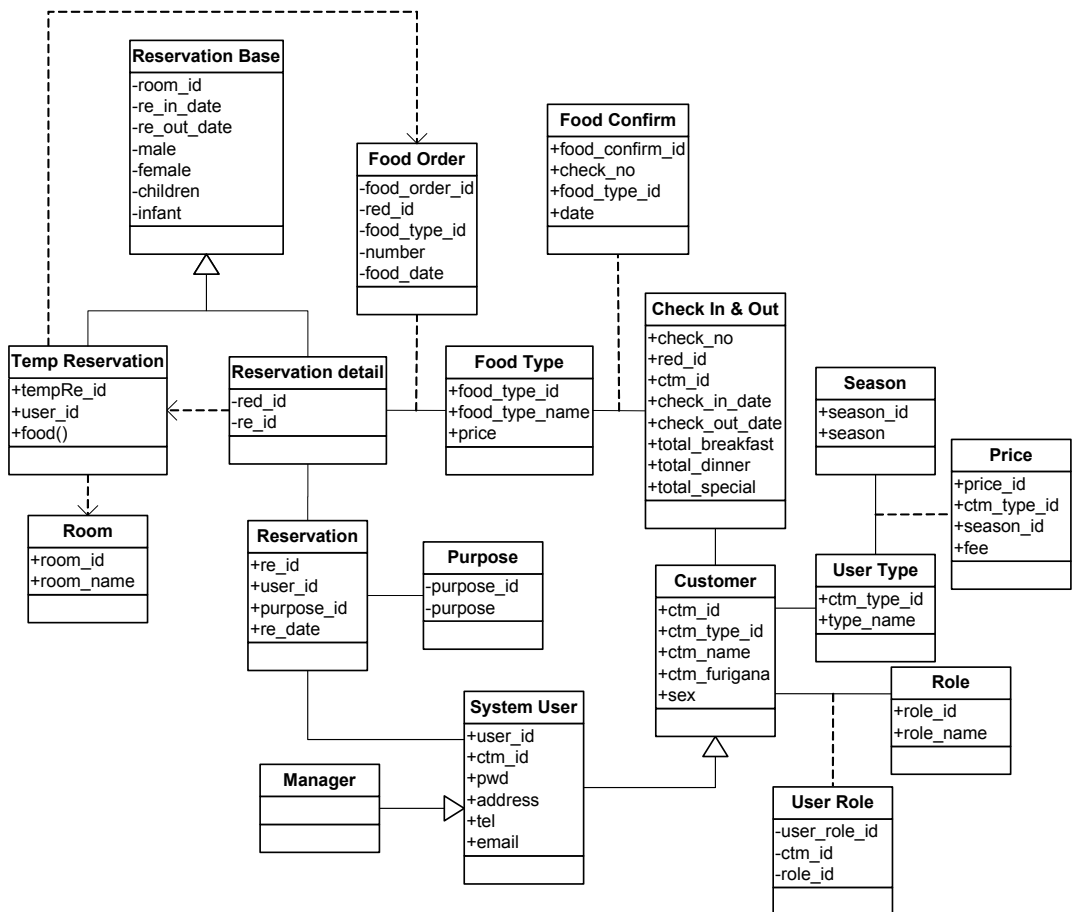 Reservation Base
-room_id
-re_in_date
-re_out_date
-male
-female
-children
-infant
Food Order
-food_order_id
-red_id
-food_type_id
-number
-food_date
Food Confirm
+food_confirm_id
+check_no
+food_type_id
+date
Temp Reservation
+tempRe_id
+user_id
+food()
Reservation detail
-red_id
-re_id
Food Type
+food_type_id
+food_type_name
+price
Check In & Out
+check_no
+red_id
+ctm_id
+check_in_date
+check_out_date
+total_breakfast
+total_dinner
+total_special
Season
+season_id
+season
Price
+price_id
+ctm_type_id
+season_id
+fee
Room
+room_id
+room_name
Reservation
+re_id
+user_id
+purpose_id
+re_date
Purpose
-purpose_id
-purpose
Customer
+ctm_id
+ctm_type_id
+ctm_name
+ctm_furigana
+sex
User Type
+ctm_type_id
+type_name
Role
+role_id
+role_name
System User
+user_id
+ctm_id
+pwd
+address
+tel
+email
Manager
User Role
-user_role_id
-ctm_id
-role_id